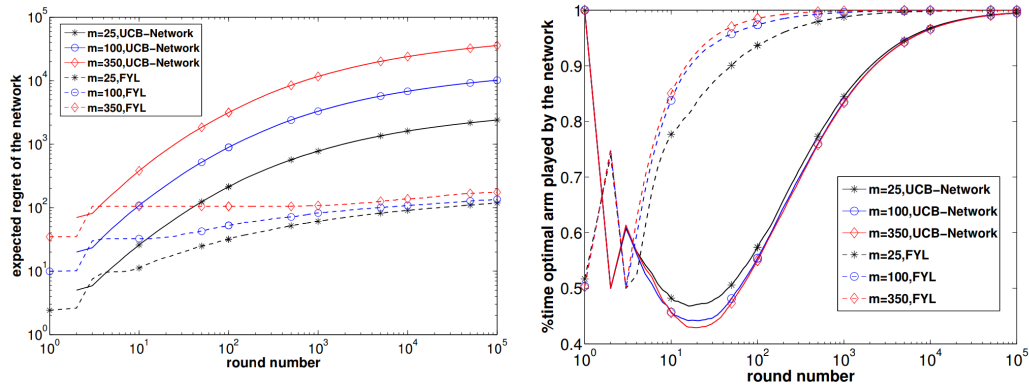 expected regret of the network
10^5
10^4
10^3
10^2
10^1
10^0
m=25,UCB-Network
m=100,UCB-Network
m=350,UCB-Network
m=25,FYL
m=100,FYL
m=350,FYL
10^0 10^1 10^2 10^3 10^4 10^5
round number
%time optimal arm played by the network
1
0.9
0.8
0.7
0.6
0.5
0.4
m=25,UCB-Network
m=100,UCB-Network
m=350,UCB-Network
m=25,FYL
m=100,FYL
m=350,FYL
10^0 10^1 10^2 10^3 10^4 10^5
round number